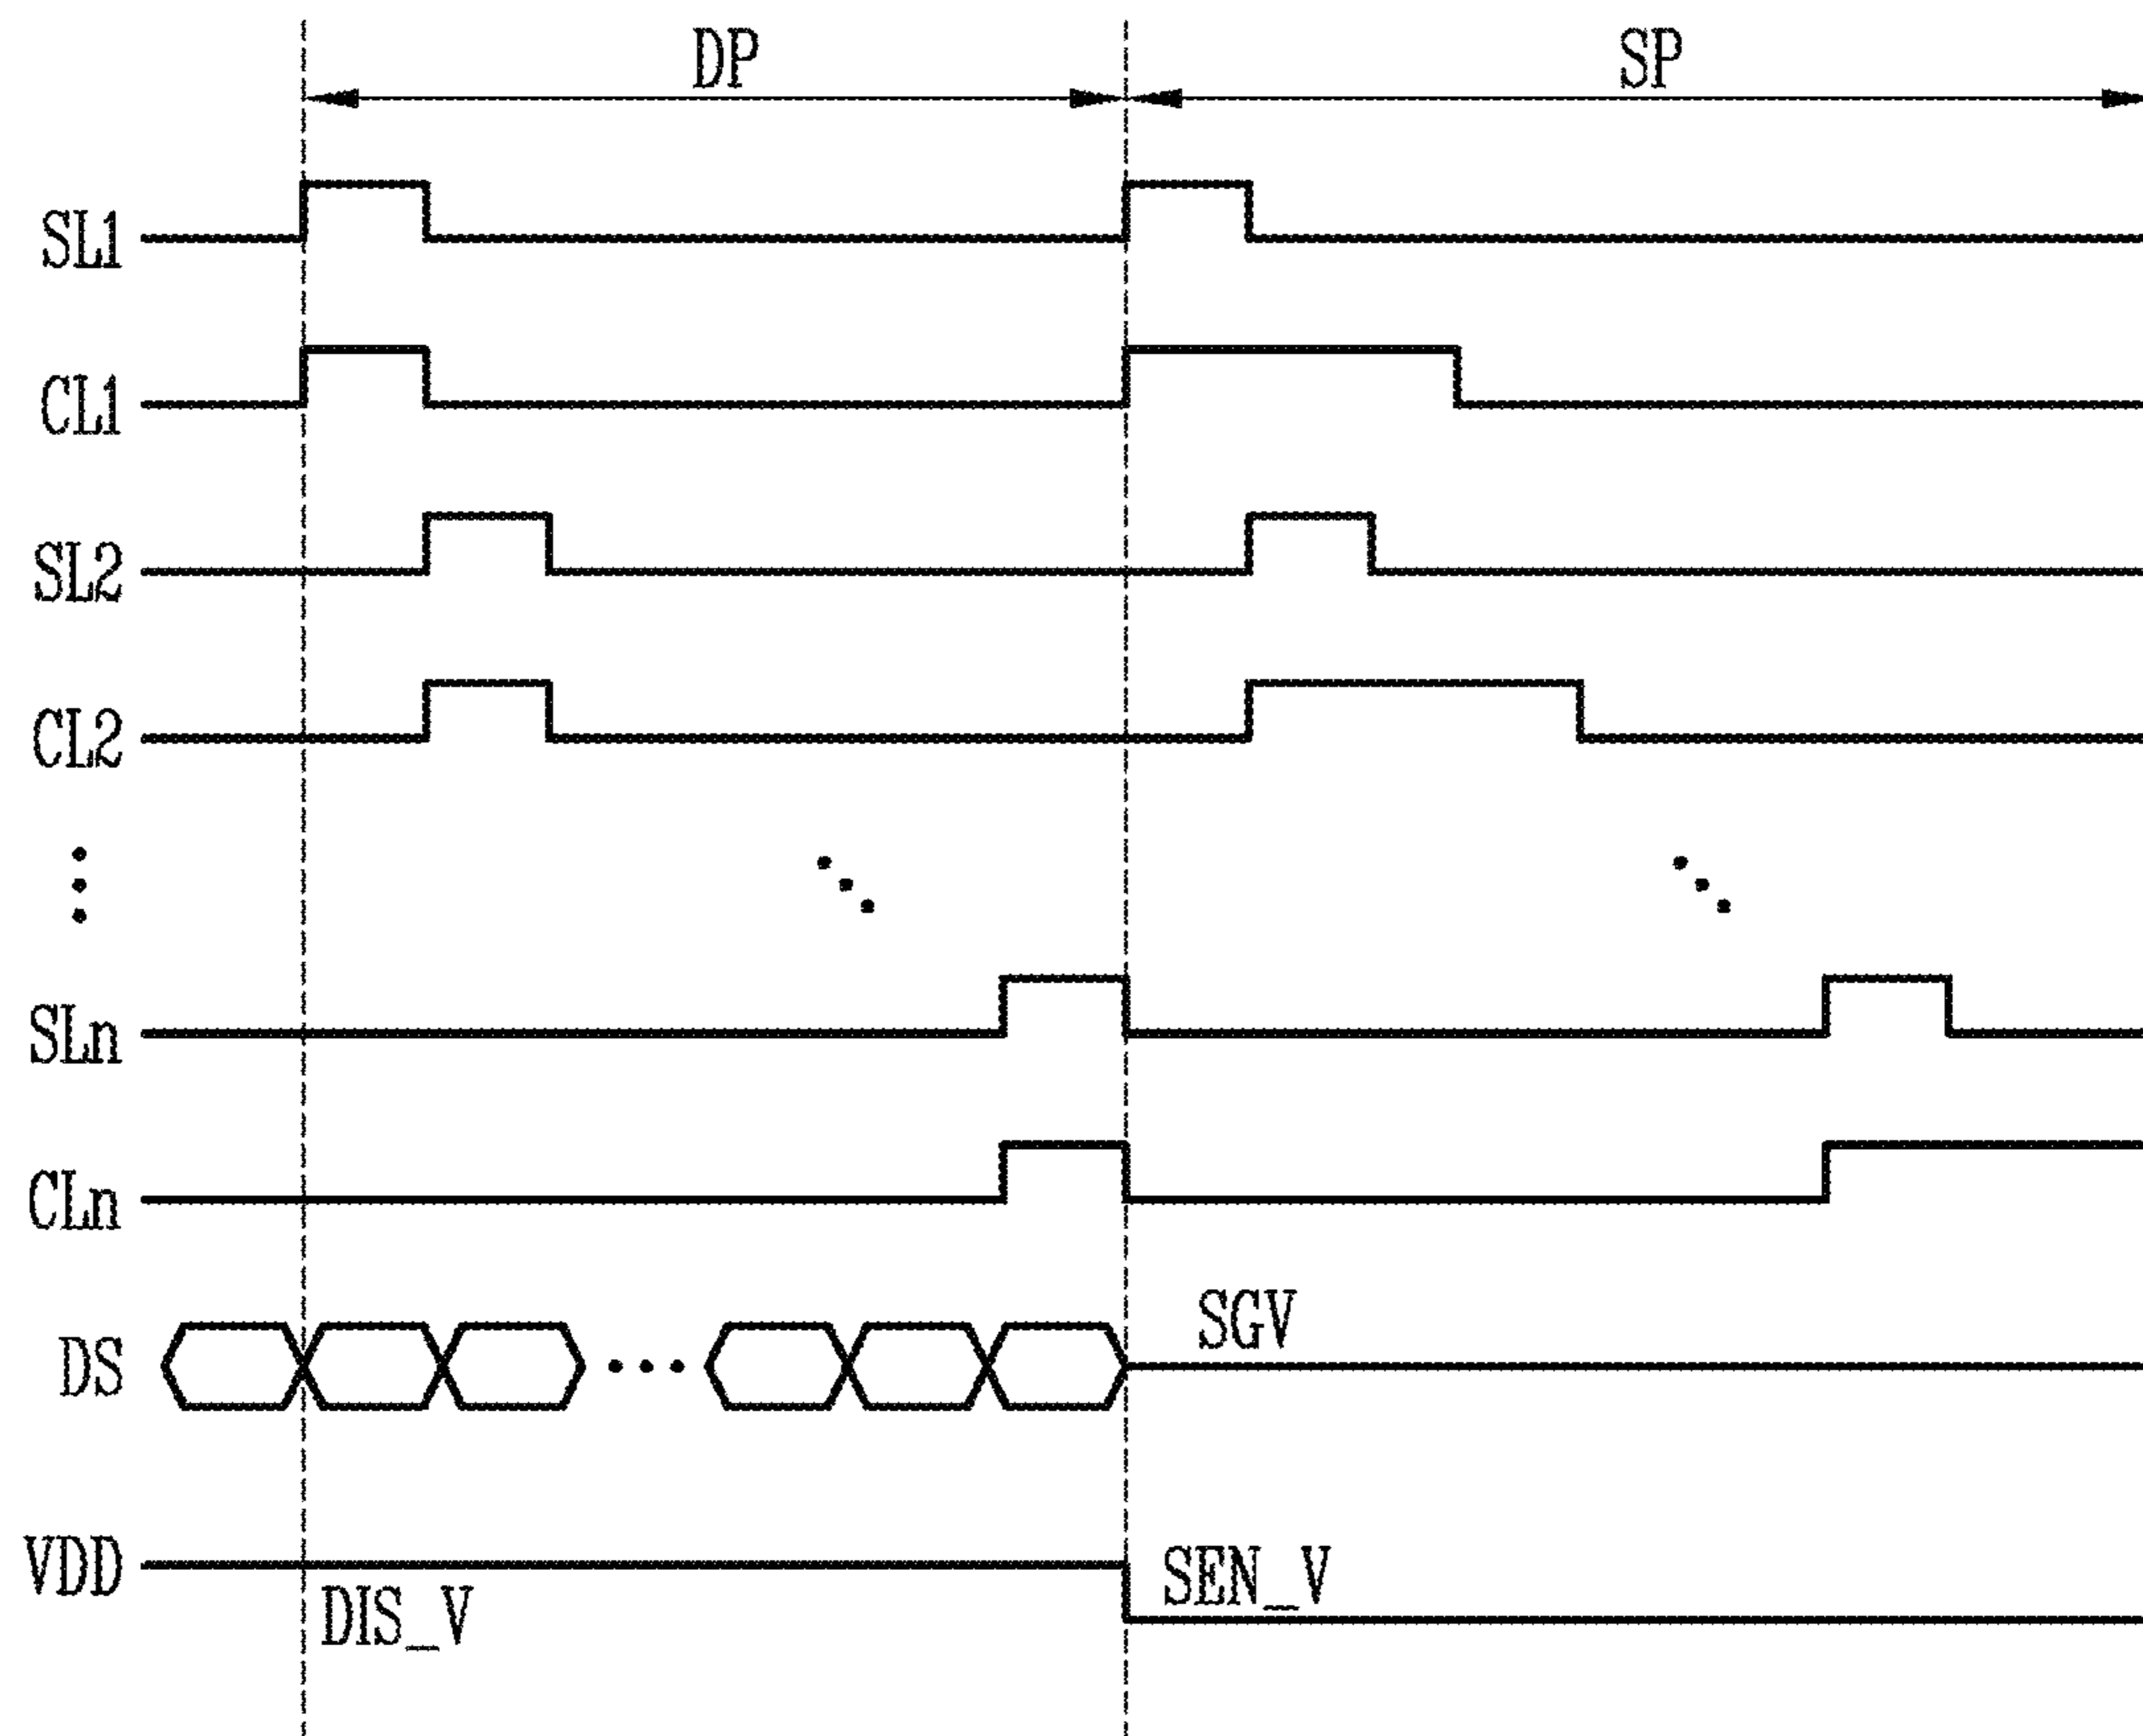 DP SP
SL1
CL1
SL2
CL2
SLn
CLn
SGV
DS
VDD
SEN_V
DIS_V